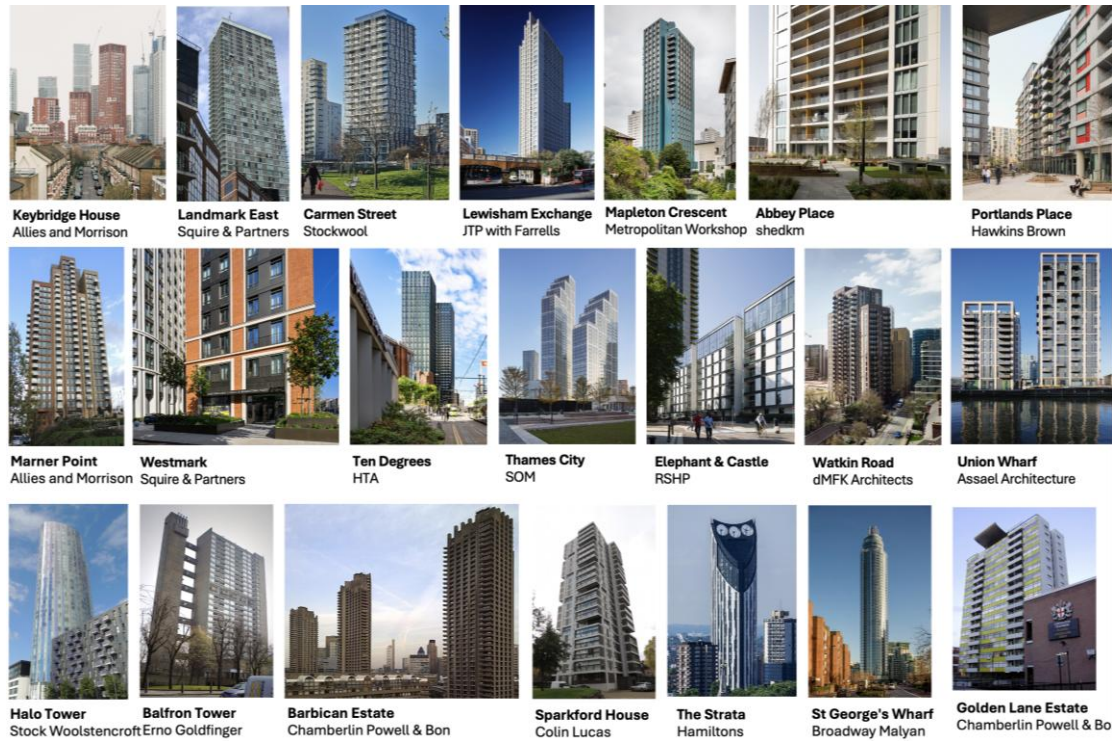 Keybridge House
Allies and Morrison
Landmark East
Squire & Partners
Carmen Street
Stockwool
Lewisham Exchange
JTP with Farrells
Mapleton Crescent
Metropolitan Workshop
Abbey Place
shedkm
Portlands Place
Hawkins Brown
Marner Point
Allies and Morrison
Westmark
Squire & Partners
Ten Degrees
HTA
Thames City
SOM
Elephant & Castle
RSHP
Watkin Road
dMFK Architects
Union Wharf
Assael Architecture
Halo Tower
Stock Woolstencroft
Balfron Tower
Erno Goldfinger
Barbican Estate
Chamberlin Powell & Bon
Sparkford House
Colin Lucas
The Strata
Hamiltons
St George's Wharf
Broadway Malyan
Golden Lane Estate
Chamberlin Powell & Bo